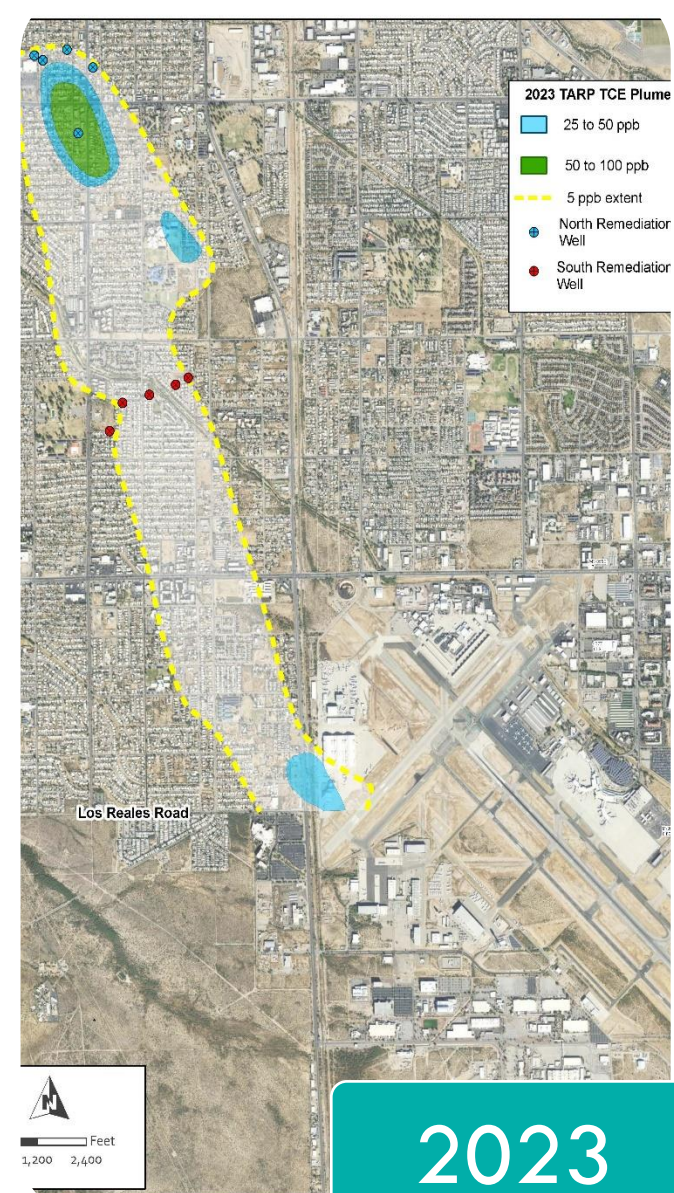 2023 TARP TCE Plume
25 to 50 ppb
50 to 100 ppb
5 ppb extent
North Remediation
Well
South Remediation
Well
Los Reales Road
N
Feet
1,200 2,400
2023